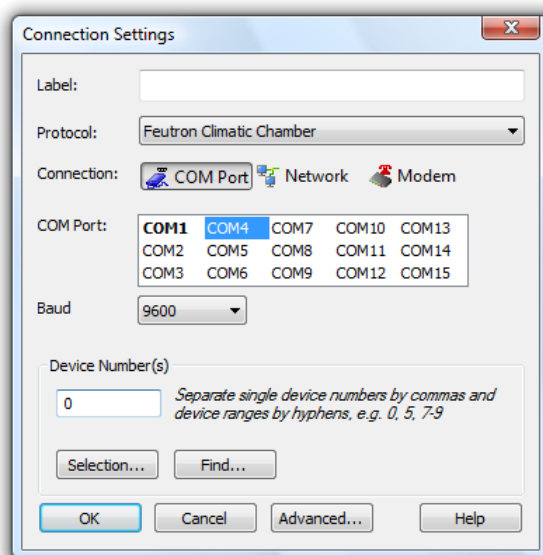 Connection Settings
Label:
Protocol: Feutron Climatic Chamber
Connection: COM Port Network Modem
COM Port: COM1 COM4 COM7 COM10 COM13
COM2 COM5 COM8 COM11 COM14
COM3 COM6 COM9 COM12 COM15
Baud 9600
Device Number(s)
0 Separate single device numbers by commas and
device ranges by hyphens, e.g. 0, 5, 7-9
Selection... Find...
OK Cancel Advanced... Help